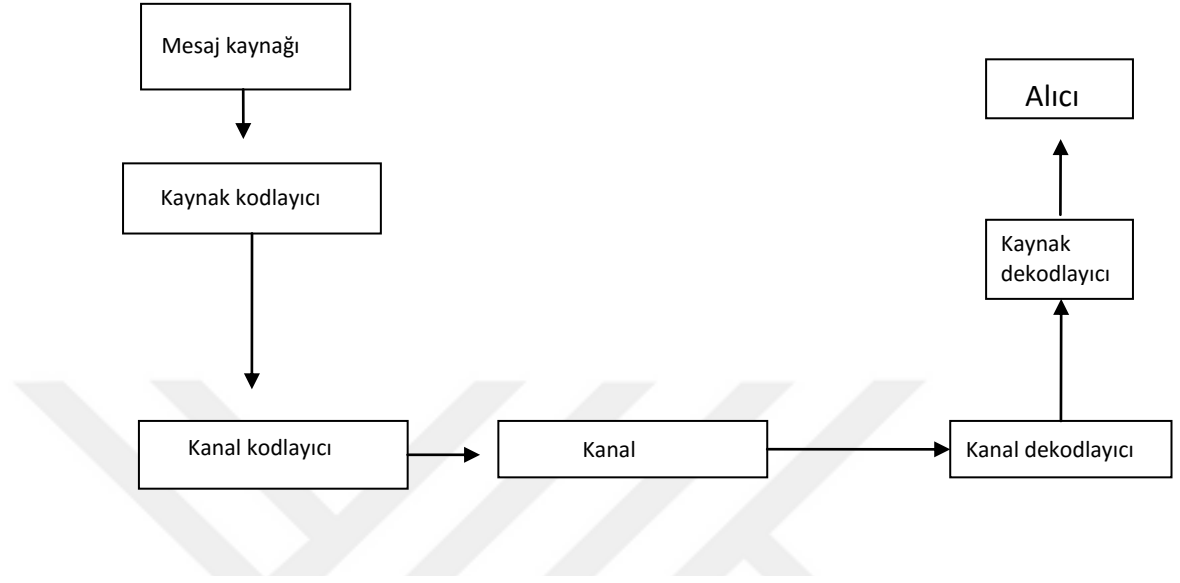 Mesaj kaynağı
Kaynak kodlayıcı
Kanal kodlayıcı
Kanal
Kanal dekodlayıcı
Kaynak
dekodlayıcı
Alıcı